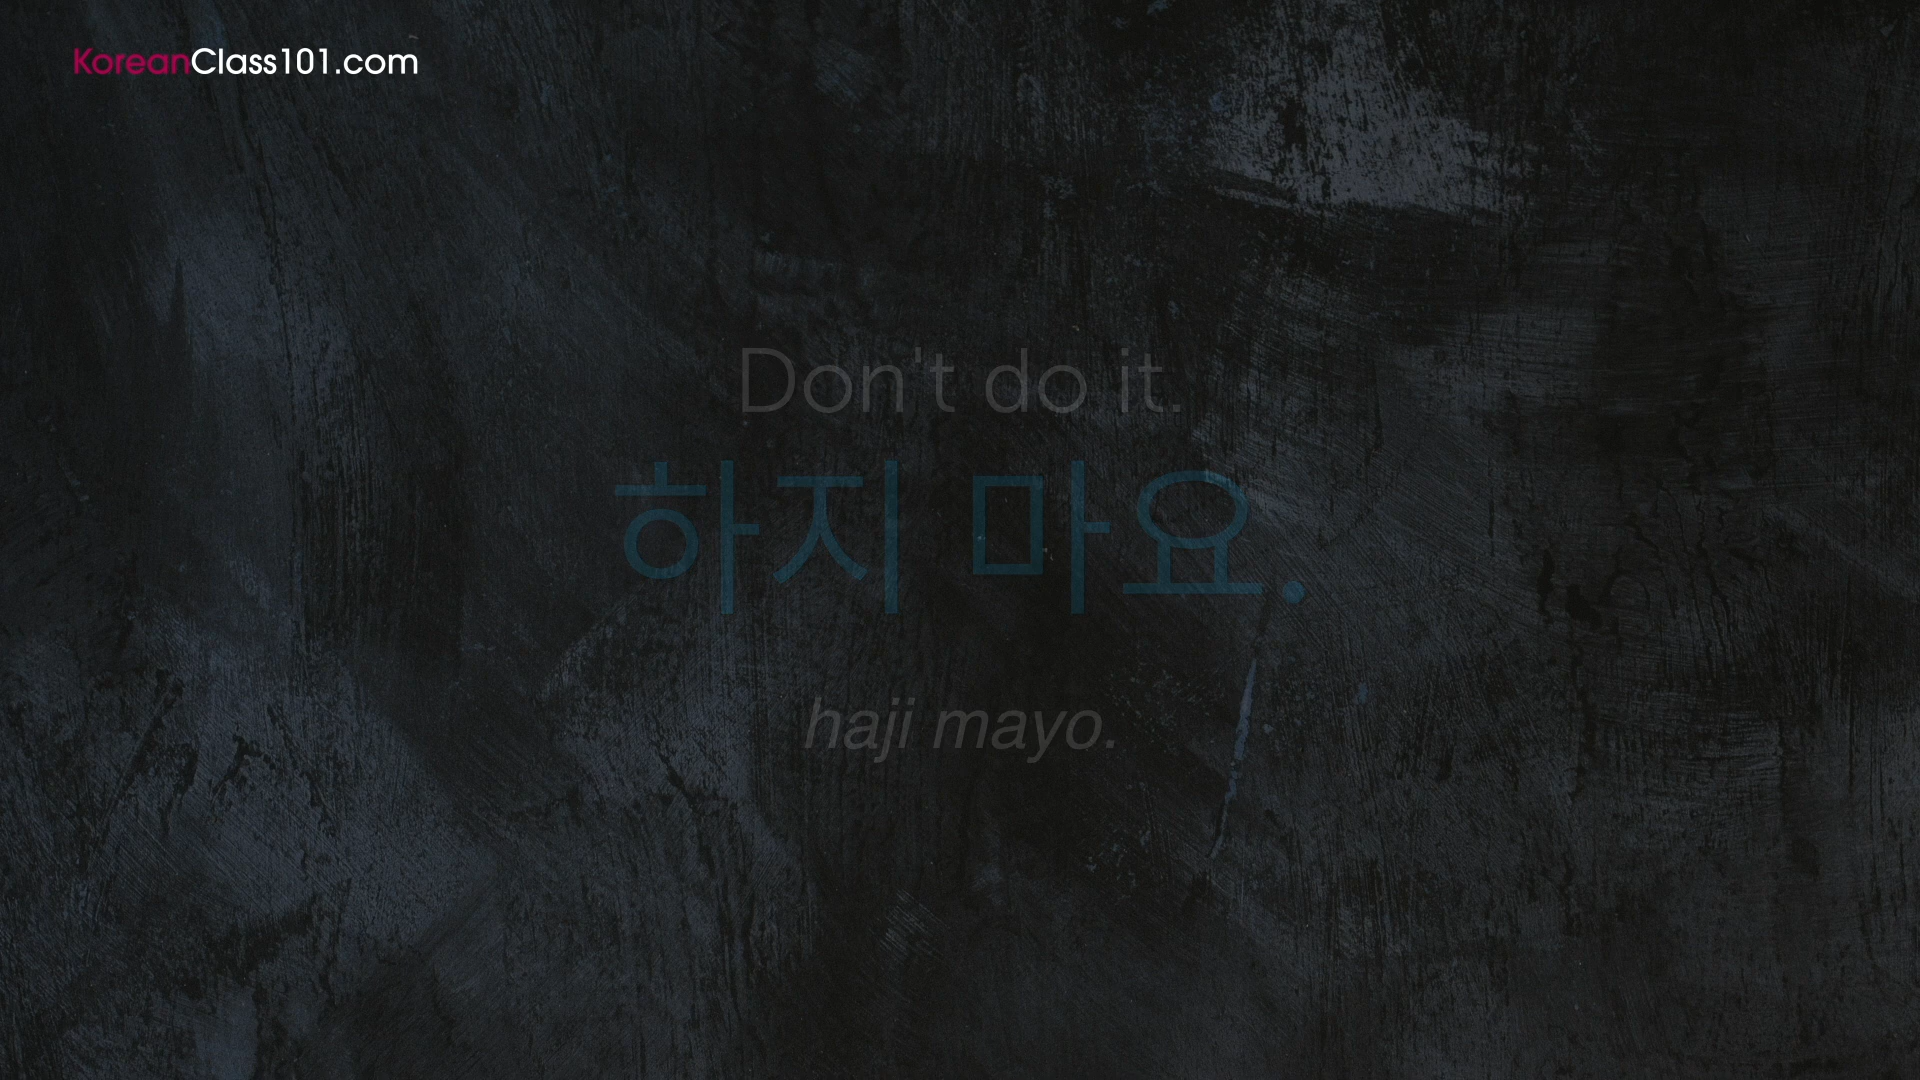 KoreanClass101.com
Don't do it.
하지 마요.
haji mayo.